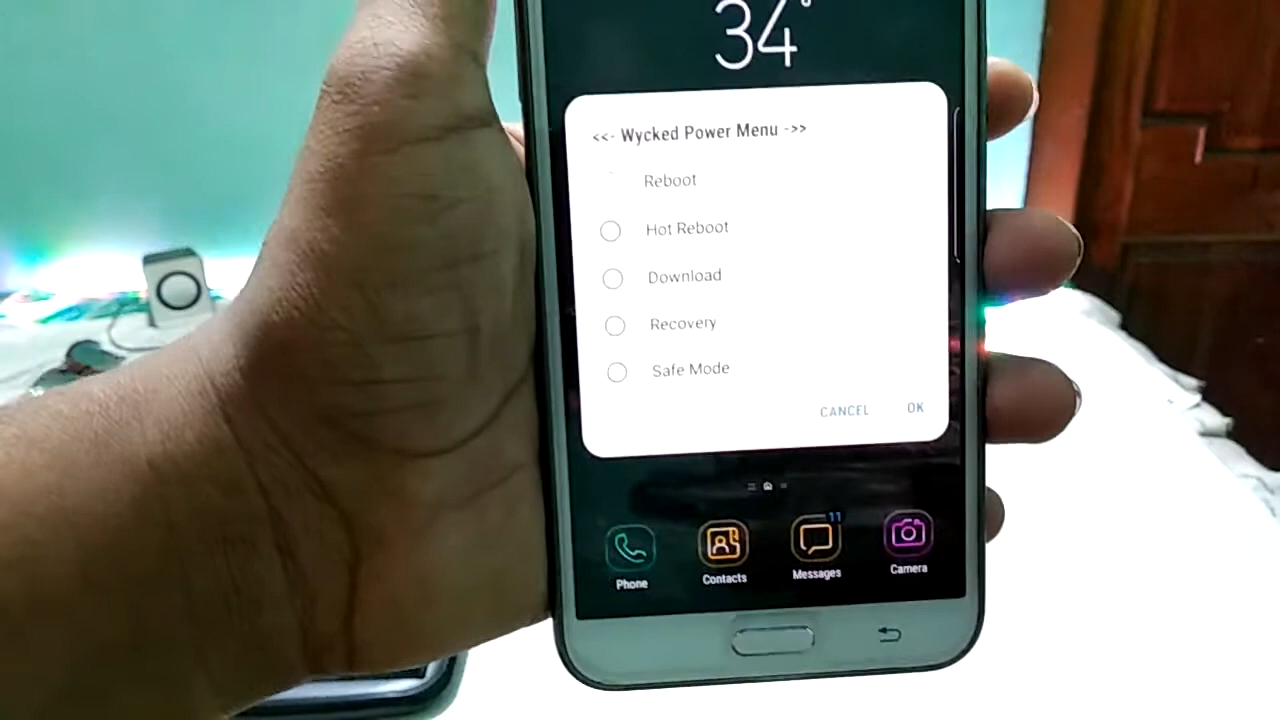 34°
<<- Wycked Power Menu ->>
Reboot
Hot Reboot
Download
Recovery
Safe Mode
CANCEL OK
11
Phone Contacts Messages Camera